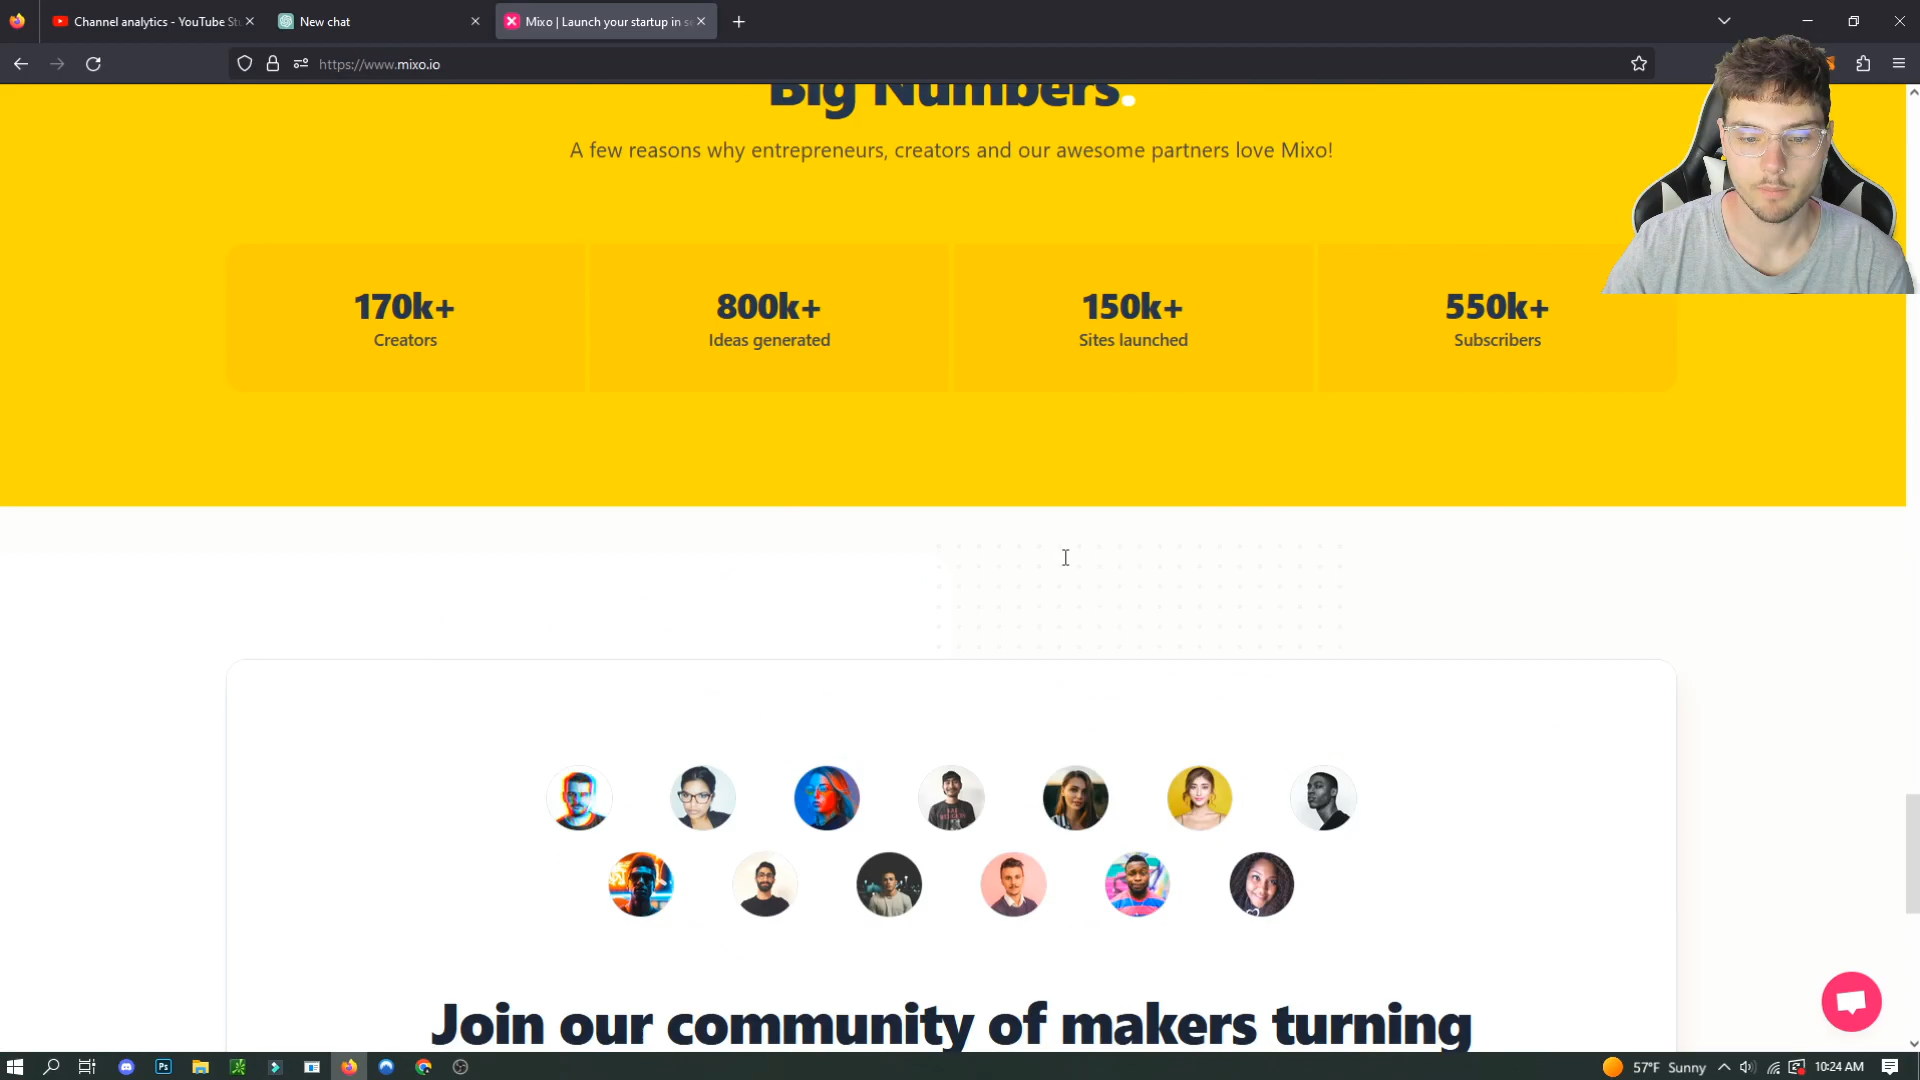 Channel analytics - YouTube St
New chat
Mixo | Launch your startup in se
https://www.mixo.io
Big Numbers.
A few reasons why entrepreneurs, creators and our awesome partners love Mixo!
170k+
Creators
800k+
Ideas generated
150k+
Sites launched
550k+
Subscribers
Join our community of makers turning
Ps
57°F Sunny
10:24 AM